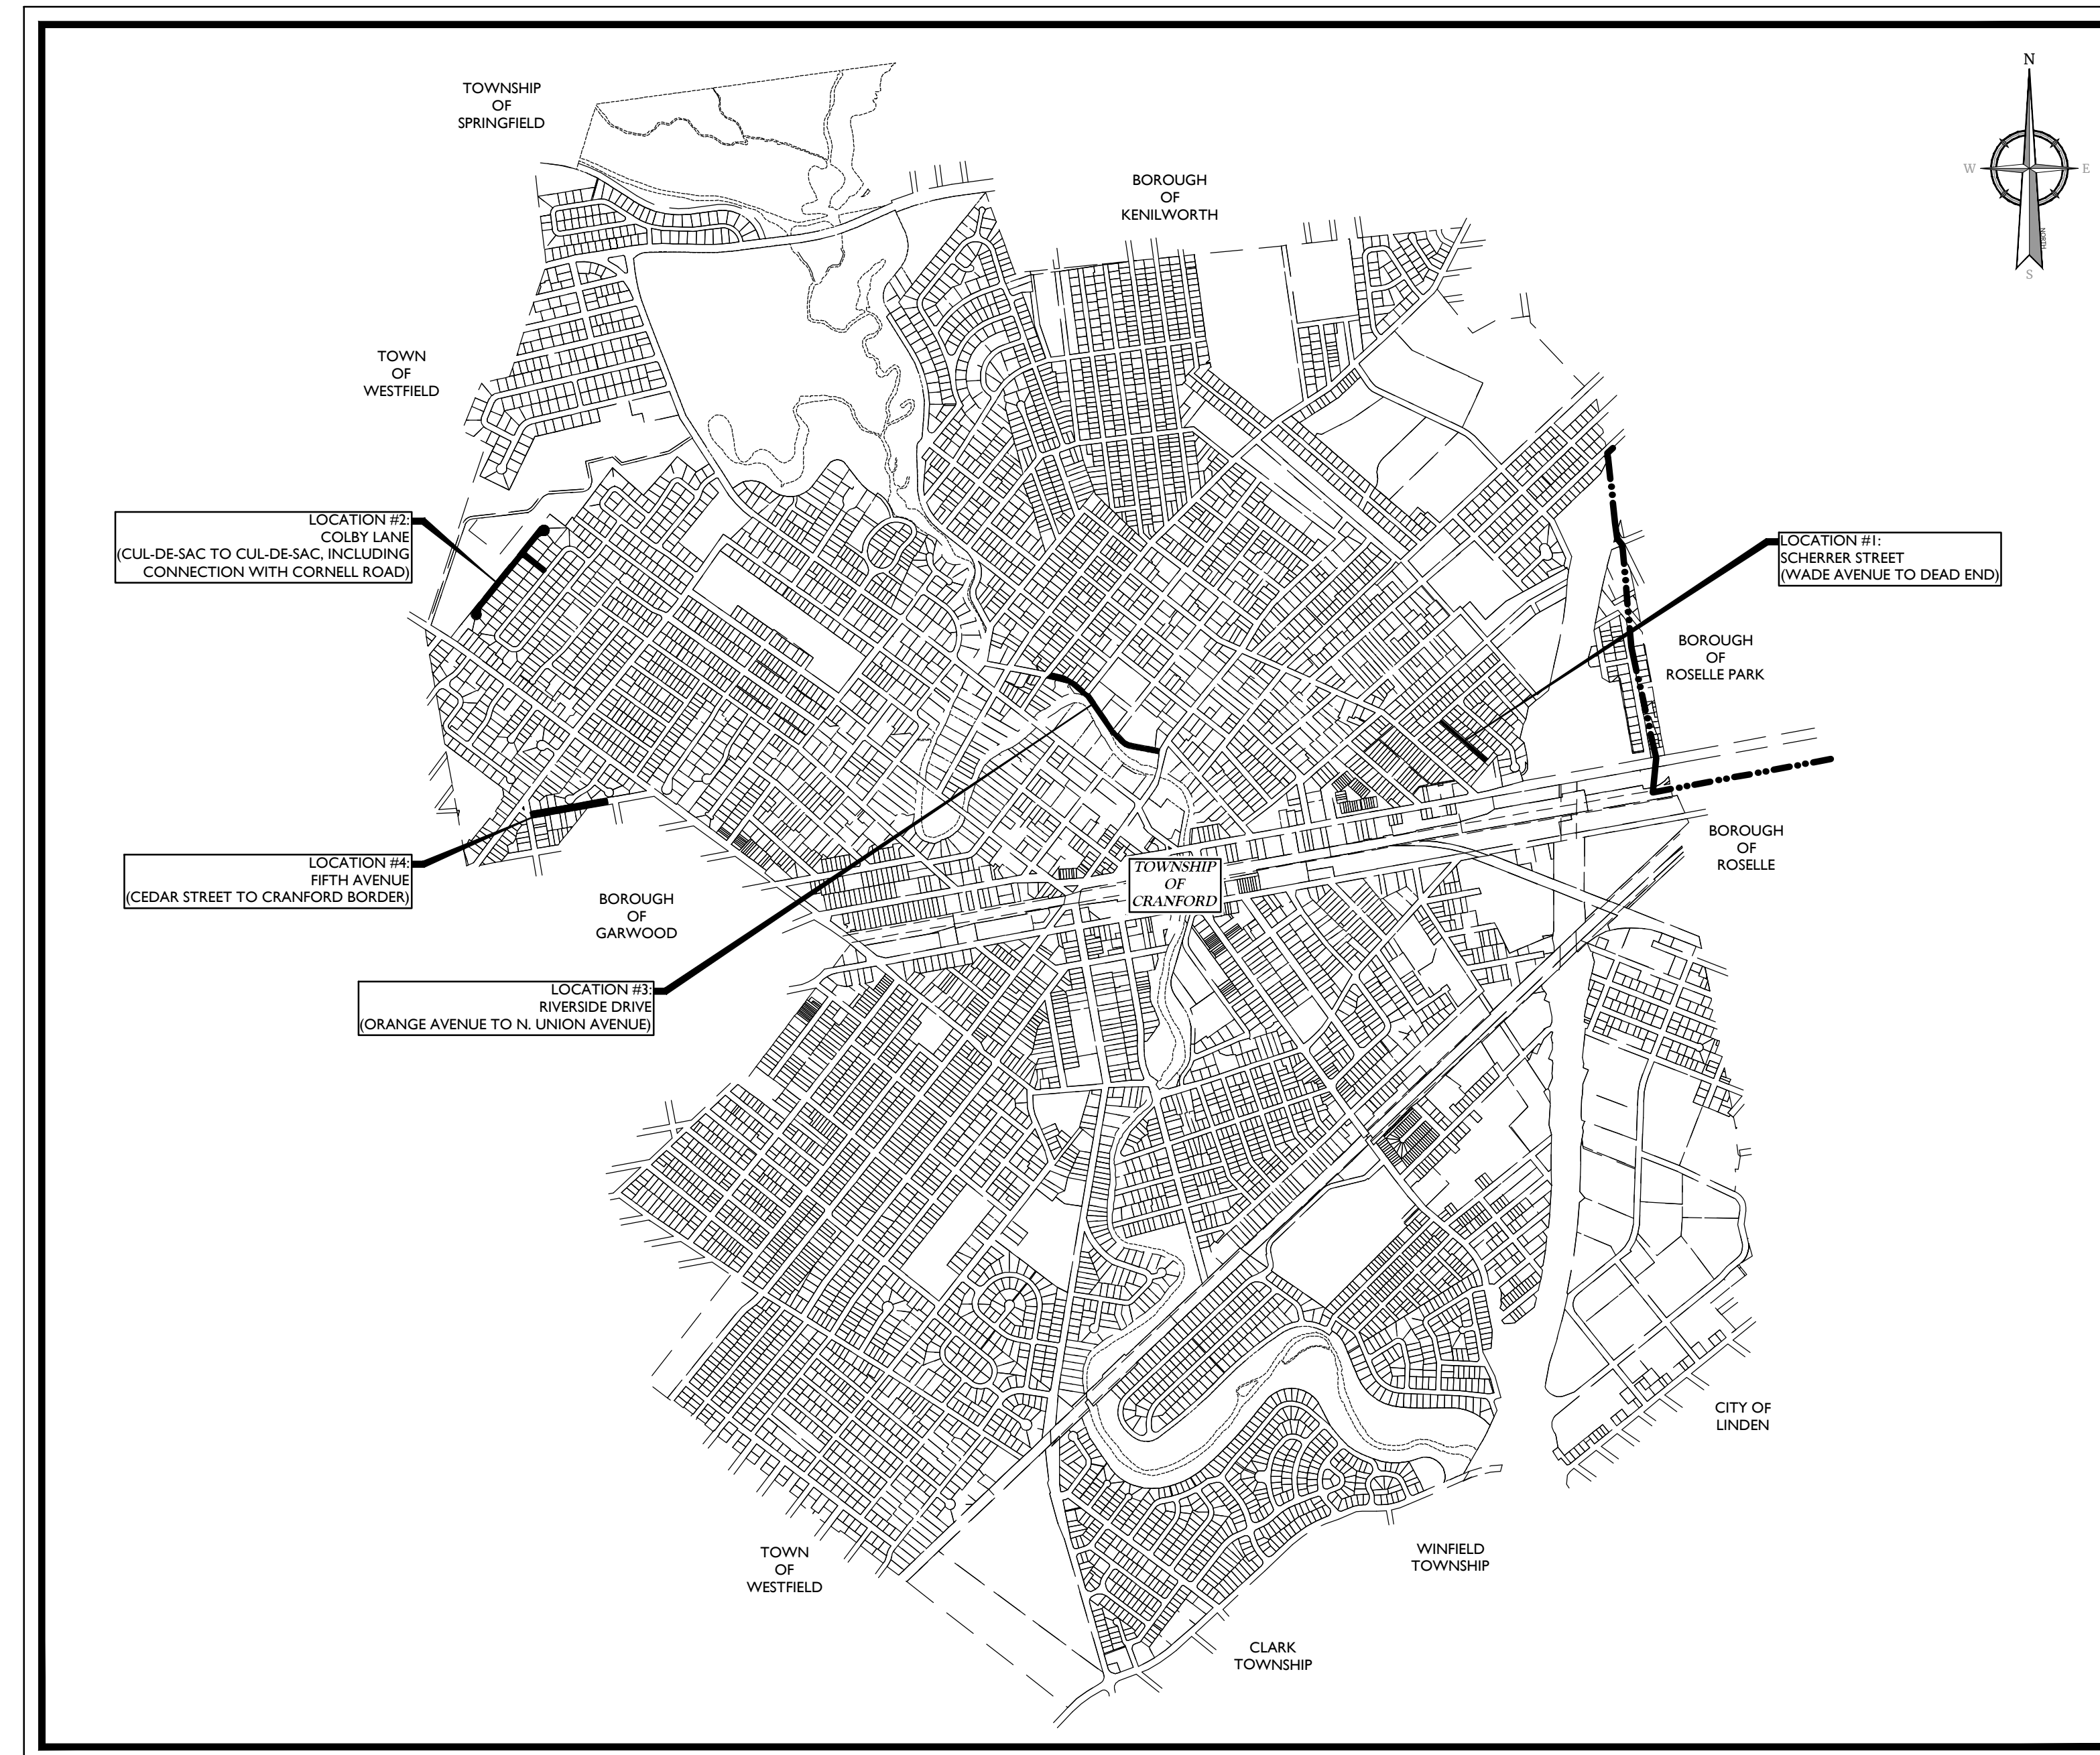 N
W
E
S
NORTH
TOWNSHIP
OF
SPRINGFIELD
BOROUGH
OF
KENILWORTH
TOWN
OF
WESTFIELD
LOCATION #2:
COLBY LANE
(CUL-DE-SAC TO CUL-DE-SAC, INCLUDING
CONNECTION WITH CORNELL ROAD)
LOCATION #1:
SCHERRER STREET
(WADE AVENUE TO DEAD END)
BOROUGH
OF
ROSELLE PARK
BOROUGH
OF
ROSELLE
LOCATION #4:
FIFTH AVENUE
(CEDAR STREET TO CRANFORD BORDER)
TOWNSHIP
OF
CRANFORD
BOROUGH
OF
GARWOOD
LOCATION #3:
RIVERSIDE DRIVE
(ORANGE AVENUE TO N. UNION AVENUE)
CITY OF
LINDEN
TOWN
OF
WESTFIELD
WINFIELD
TOWNSHIP
CLARK
TOWNSHIP